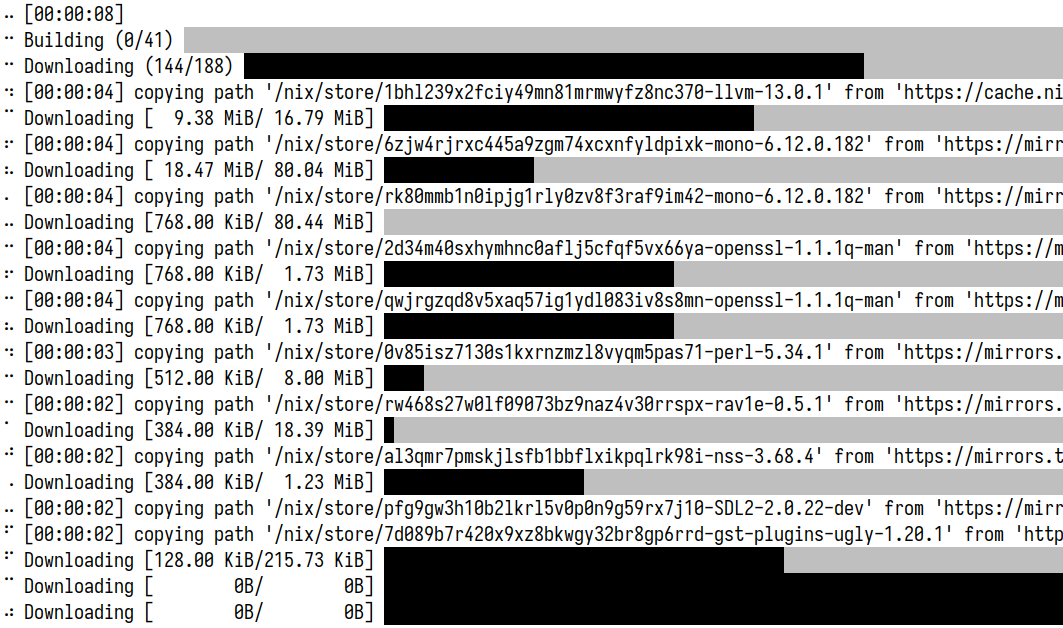 [00:00:08]
Building (0/41)
Downloading (144/188)
[00:00:04] copying path '/nix/store/1bhl239x2fciy49mn81mrmwyfz8nc370-llvm-13.0.1' from 'https://cache.ni
Downloading [  9.38 MiB/ 16.79 MiB]
[00:00:04] copying path '/nix/store/6zjw4rjrxc445a9zgm74xcxnfyldpixk-mono-6.12.0.182' from 'https://mirr
Downloading [ 18.47 MiB/ 80.04 MiB]
[00:00:04] copying path '/nix/store/rk80mmb1n0ipjg1rly0zv8f3raf9im42-mono-6.12.0.182' from 'https://mirr
Downloading [768.00 KiB/ 80.44 MiB]
[00:00:04] copying path '/nix/store/2d34m40sxhymhnc0aflj5cfqf5vx66ya-openssl-1.1.1q-man' from 'https://m
Downloading [768.00 KiB/  1.73 MiB]
[00:00:04] copying path '/nix/store/qwjrgzqd8v5xaq57ig1ydl083iv8s8mn-openssl-1.1.1q-man' from 'https://m
Downloading [768.00 KiB/  1.73 MiB]
[00:00:03] copying path '/nix/store/0v85isz7130s1kxrnzmzl8vyqm5pas71-perl-5.34.1' from 'https://mirrors.
Downloading [512.00 KiB/  8.00 MiB]
[00:00:02] copying path '/nix/store/rw468s27w0lf09073bz9naz4v30rrspx-rav1e-0.5.1' from 'https://mirrors.
Downloading [384.00 KiB/ 18.39 MiB]
[00:00:02] copying path '/nix/store/al3qmr7pmskjlsfb1bbflxikpqlrk98i-nss-3.68.4' from 'https://mirrors.t
Downloading [384.00 KiB/  1.23 MiB]
[00:00:02] copying path '/nix/store/pfg9gw3h10b2lkrl5v0p0n9g59rx7j10-SDL2-2.0.22-dev' from 'https://mirr
[00:00:02] copying path '/nix/store/7d089b7r420x9xz8bkwgy32br8gp6rrd-gst-plugins-ugly-1.20.1' from 'http
Downloading [128.00 KiB/215.73 KiB]
Downloading [        0B/        0B]
Downloading [        0B/        0B]